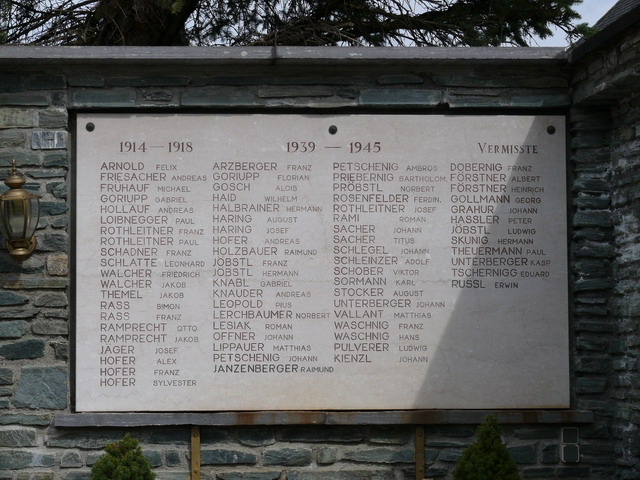 1914 — 1918
ARNOLD FELIX
FRIESACHER ANDREAS
FRUHAUF MICHAEL
GORIUPP GABRIEL
HOLLAUF ANDREAS
LOIBNEGGER PAUL
ROTHLEITNER FRANZ
ROTHLEITNER PAUL
SCHADNER FRANZ
SCHLATTE LEONHARD
WALCHER FRIEDRICH
WALCHER JAKOB
THEMEL JAKOB
RASS SIMON
RASS FRANZ
RAMPRECHT OTTO
RAMPRECHT JAKOB
JÄGER JOSEF
HOFER ALEX
HOFER FRANZ
HOFER SYLVESTER
1939 — 1945
ARZBERGER FRANZ
GORIUPP FLORIAN
GOSCH ALOIS
HAID WILHELM
HALBRAINER HERMANN
HARING AUGUST
HARING JOSEF
HOFER ANDREAS
HOLZBAUER RAIMUND
JÖBSTL FRANZ
JÖBSTL HERMANN
KNABL GABRIEL
KNAUDER ANDREAS
LEOPOLD PIUS
LERCHBAUMER NORBERT
LESIAK ROMAN
OFFNER JOHANN
LIPPAUER MATTHIAS
PETSCHENIG JOHANN
JANZENBERGER RAIMUND
PETSCHENIG AMBROS
PRIEBERNIG BARTHOLOM.
PRÖBSTL NORBERT
ROSENFELDER FERDIN.
ROTHLEITNER JOSEF
RAMI ROMAN
SACHER JOHANN
SACHER TITUS
SCHLEGEL JOHANN
SCHLEINZER ADOLF
SCHOBER VIKTOR
SORMANN KARL
STOCKER AUGUST
UNTERBERGER JOHANN
VALLANT MATTHIAS
WASCHNIG FRANZ
WASCHNIG HANS
PULVERER LUDWIG
KIENZL JOHANN
VERMISSTE
DOBERNIG FRANZ
FÖRSTNER ALBERT
FÖRSTNER HEINRICH
GOLLMANN GEORG
GRAHUR JOHANN
HASSLER PETER
JÖBSTL LUDWIG
SKUNIG HERMANN
THEUERMANN PAUL
UNTERBERGER KASP.
TSCHERNIGG EDUARD
RUSSL ERWIN